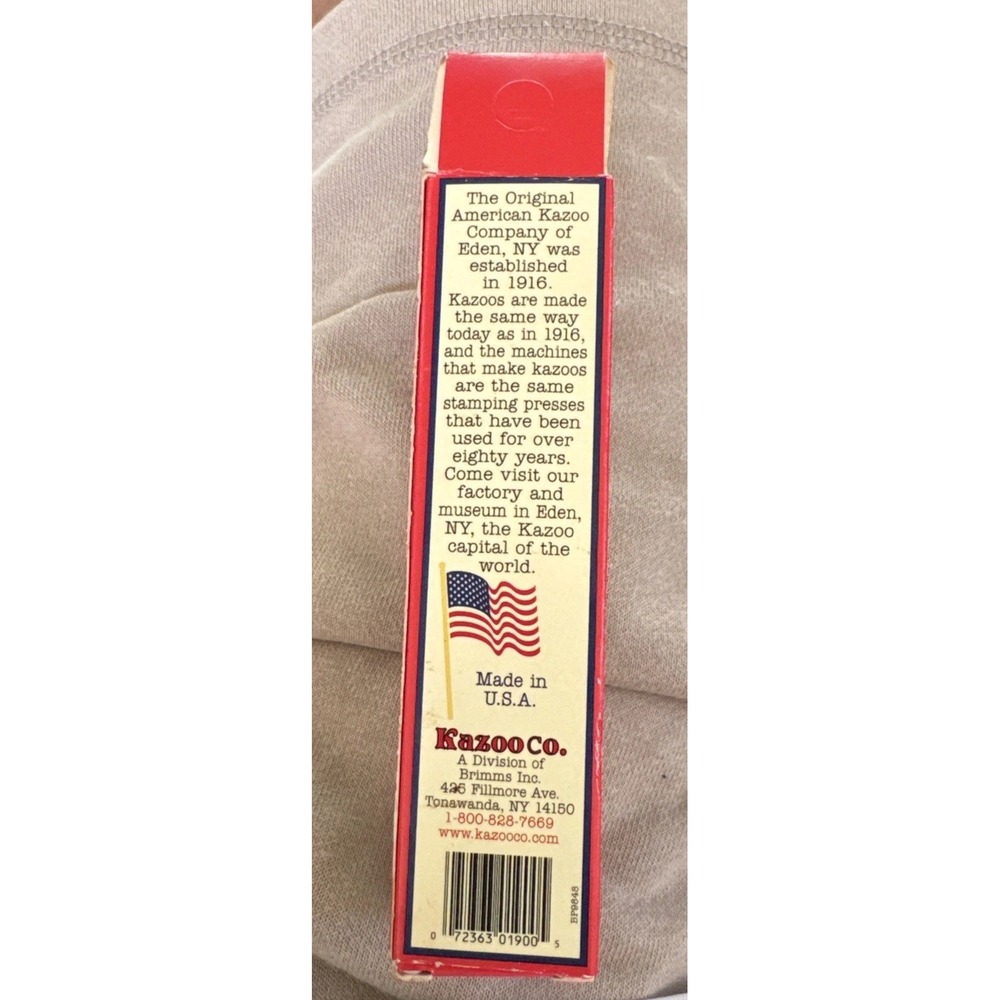 The Original
American Kazoo
Company of
Eden, NY was
established
in 1916.
Kazoos are made
the same way
today as in 1916,
and the machines
that make kazoos
are the same
stamping presses
that have been
used for over
eighty years.
Come visit our
factory and
museum in Eden,
NY, the Kazoo
capital of the
world.
Made in
U.S.A.
Kazoo Co.
A Division of
Brimms Inc.
425 Fillmore Ave.
Tonawanda, NY 14150
1-800-828-7669
www.kazooco.com
BP9848
0 72363 01900 5